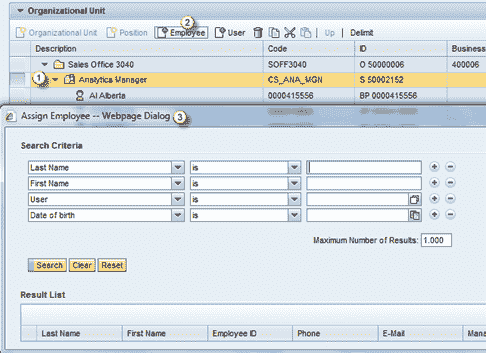 Organizational Unit
2
Organizational Unit Position Employee User Up Delimit
Description Code ID Business
Sales Office 3040 SOFF3040 O 50000006 400006
1 Analytics Manager CS_ANA_MGN S 50002152
Al Alberta 0000415556 BP 0000415556
Assign Employee -- Webpage Dialog 3
Search Criteria
Last Name is
First Name is
User is
Date of birth is
Maximum Number of Results: 1.000
Search Clear Reset
Result List
Last Name First Name Employee ID Phone E-Mail Mana